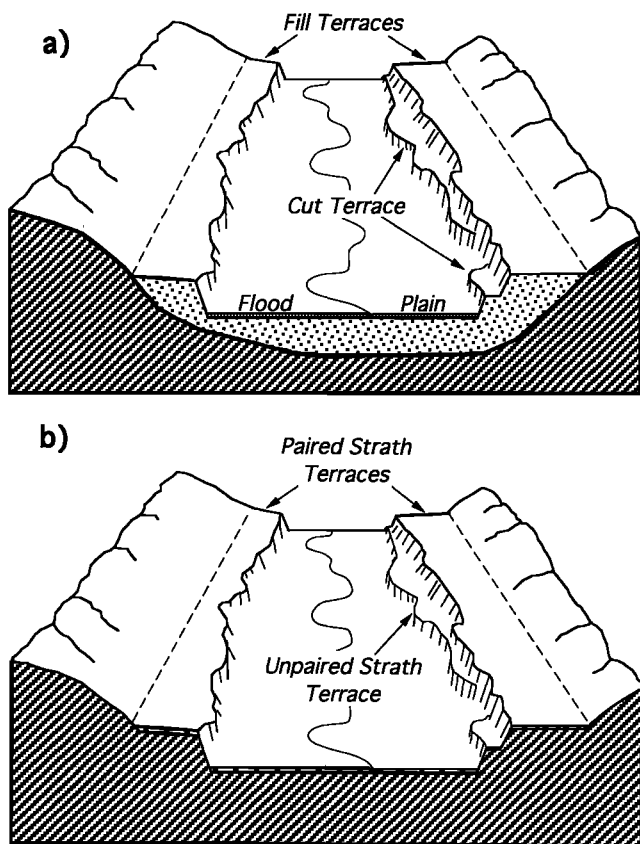 a)
Fill Terraces
Cut Terrace
Flood Plain
b)
Paired Strath
Terraces
Unpaired Strath
Terrace